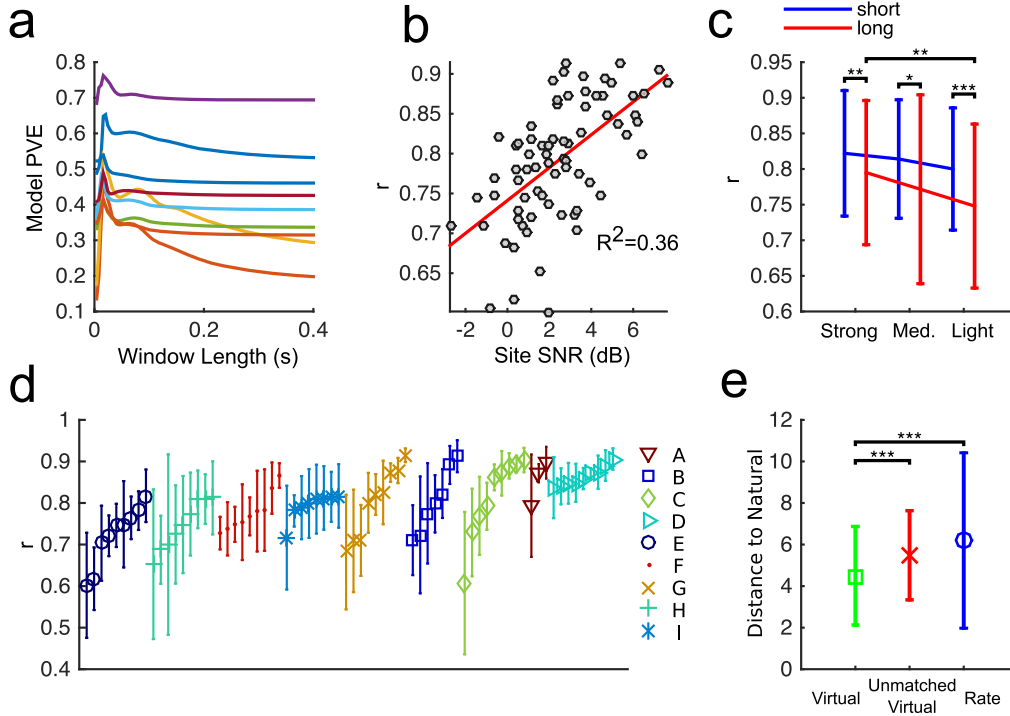 a
Model PVE
0.8
0.7
0.6
0.5
0.4
0.3
0.2
0.1
0
0.2
0.4
Window Length (s)
b
r
0.9
0.85
0.8
0.75
0.7
0.65
R²=0.36
-2
0
2
4
6
Site SNR (dB)
c
short
long
r
0.95
0.9
0.85
0.8
0.75
0.7
0.65
0.6
**
*
***
**
Strong
Med.
Light
d
r
1
0.9
0.8
0.7
0.6
0.5
0.4
A
B
C
D
E
F
G
H
I
e
Distance to Natural
12
10
8
6
4
2
0
***
***
Virtual
Unmatched
Virtual
Rate